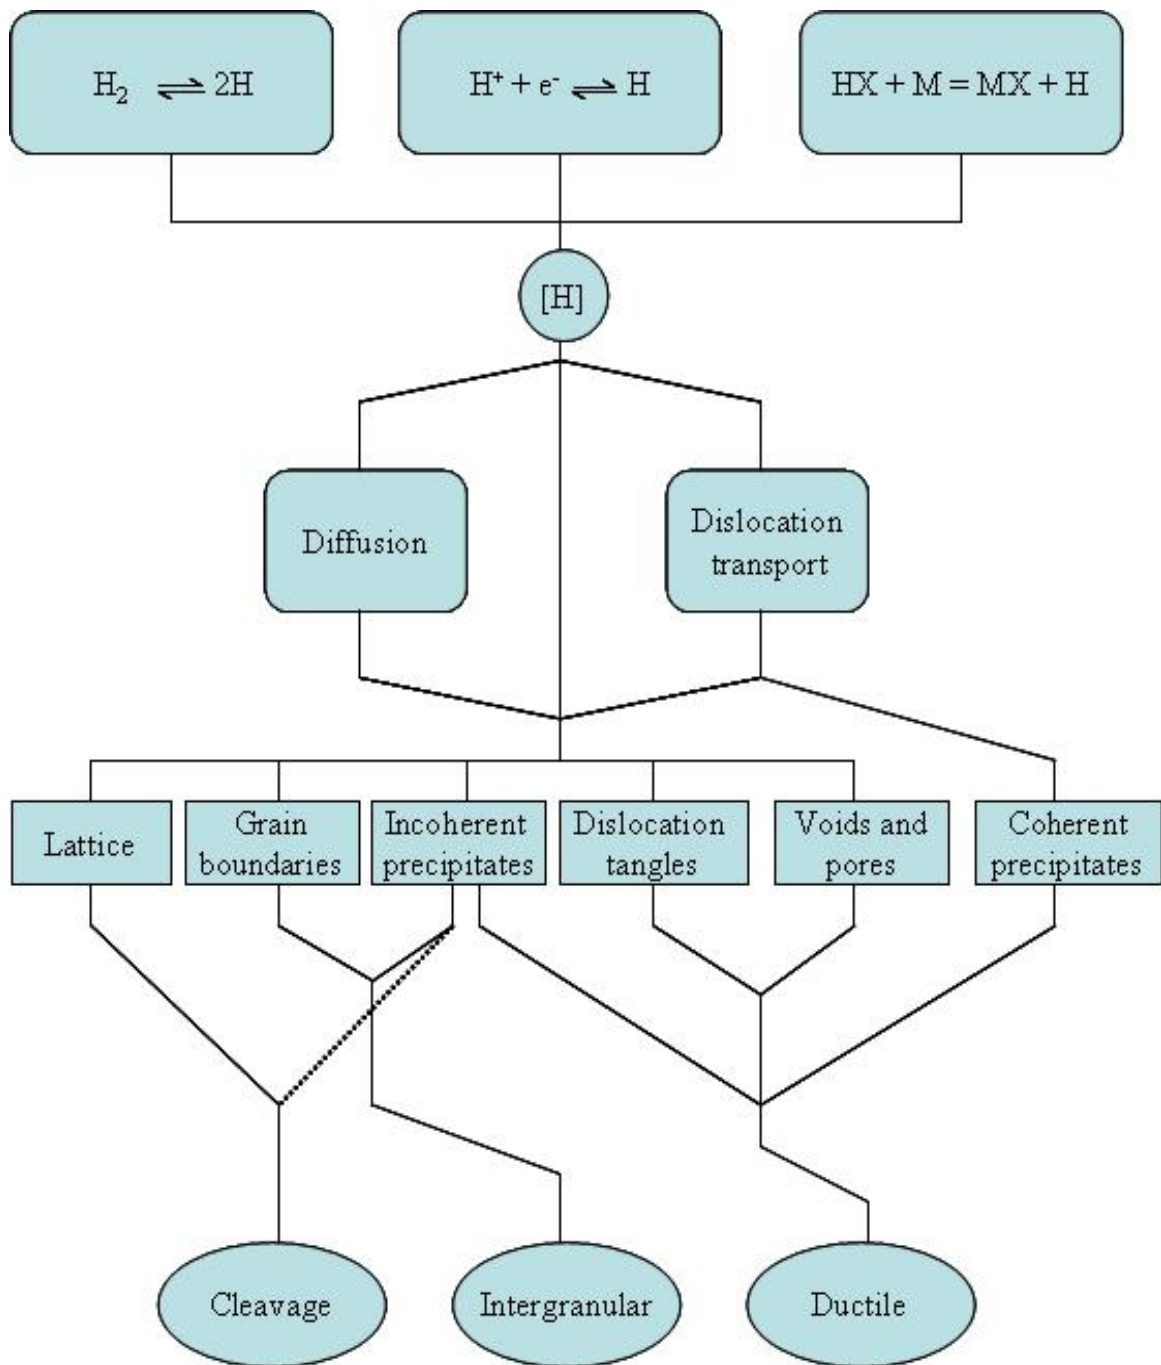 H₂ ⇌ 2H
H⁺ + e⁻ ⇌ H
HX + M = MX + H
[H]
Diffusion
Dislocation
transport
Lattice
Grain
boundaries
Incoherent
precipitates
Dislocation
tangles
Voids and
pores
Coherent
precipitates
Cleavage
Intergranular
Ductile